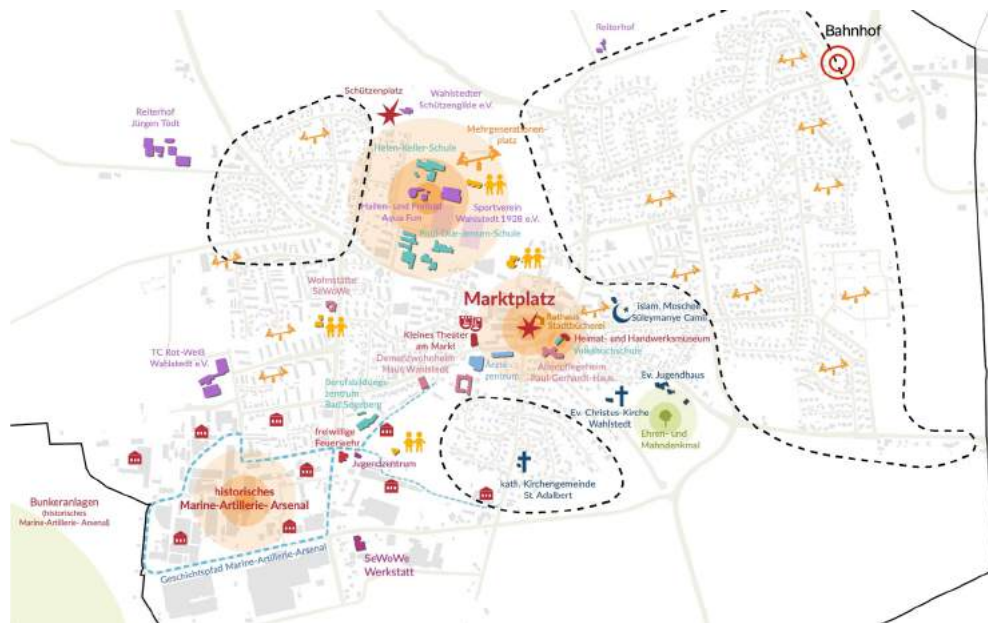 Reiterhof
Bahnhof
Schützenplatz
Wahlstedter
Schützengilde e.V.
Reiterhof
Jürgen Tödt
Mehrgenerationen-
platz
Helen-Keller-Schule
Hallen- und Freibad
Aqua Fun
Sportverein
Wahlstedt 1928 e.V.
Poul-Due-Jensen-Schule
Wohnstätte
SeWoWe
Marktplatz
islam. Moschee
Süleymanye Camii
Rathaus
Stadtbücherei
Kleines Theater
am Markt
Heimat- und Handwerksmuseum
Volkshochschule
TC Rot-Weiß
Wahlstedt e.V.
Demenzwohnheim
Haus Wahlstedt
Ärzte
zentrum
Altenpflegeheim
Paul-Gerhardt-Haus
Ev. Jugendhaus
Berufsbildungs-
zentrum
Bad Segeberg
Ev. Christus-Kirche
Wahlstedt
Ehren- und
Mahndenkmal
freiwillige
Feuerwehr
Jugendzentrum
kath. Kirchengemeinde
St. Adalbert
historisches
Marine-Artillerie- Arsenal
Bunkeranlagen
(historisches
Marine-Artillerie- Arsenal)
Geschichtspfad Marine-Artillerie-Arsenal
SeWoWe
Werkstatt